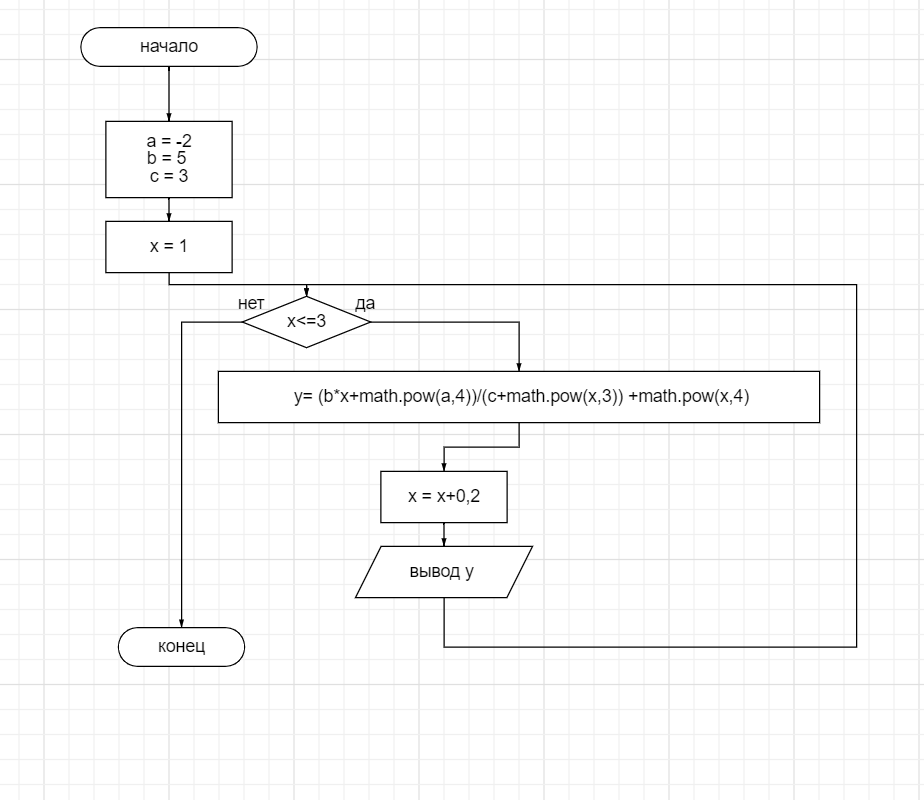 начало
a = -2
b = 5
c = 3
x = 1
нет
да
x<=3
y= (b*x+math.pow(a,4))/(c+math.pow(x,3)) +math.pow(x,4)
x = x+0,2
вывод y
конец